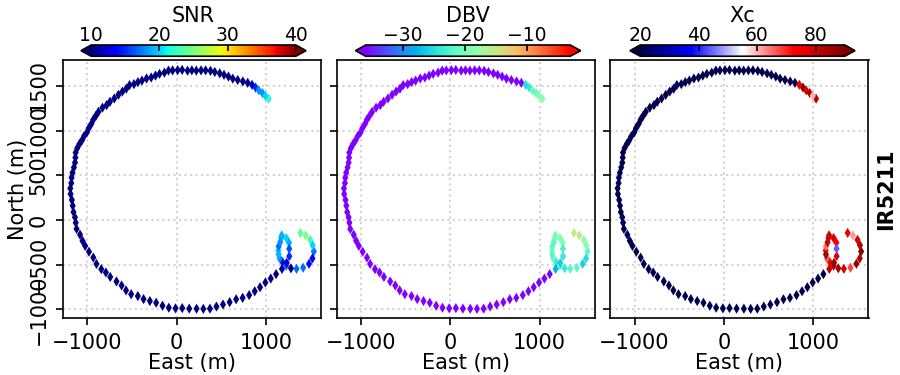 SNR DBV Xc
10 20 30 40 −30 −20 −10 20 40 60 80
North (m)
1500
1000
500
0
−500
−1000
−1000 0 1000 −1000 0 1000 −1000 0 1000
East (m) East (m) East (m)
IR5211